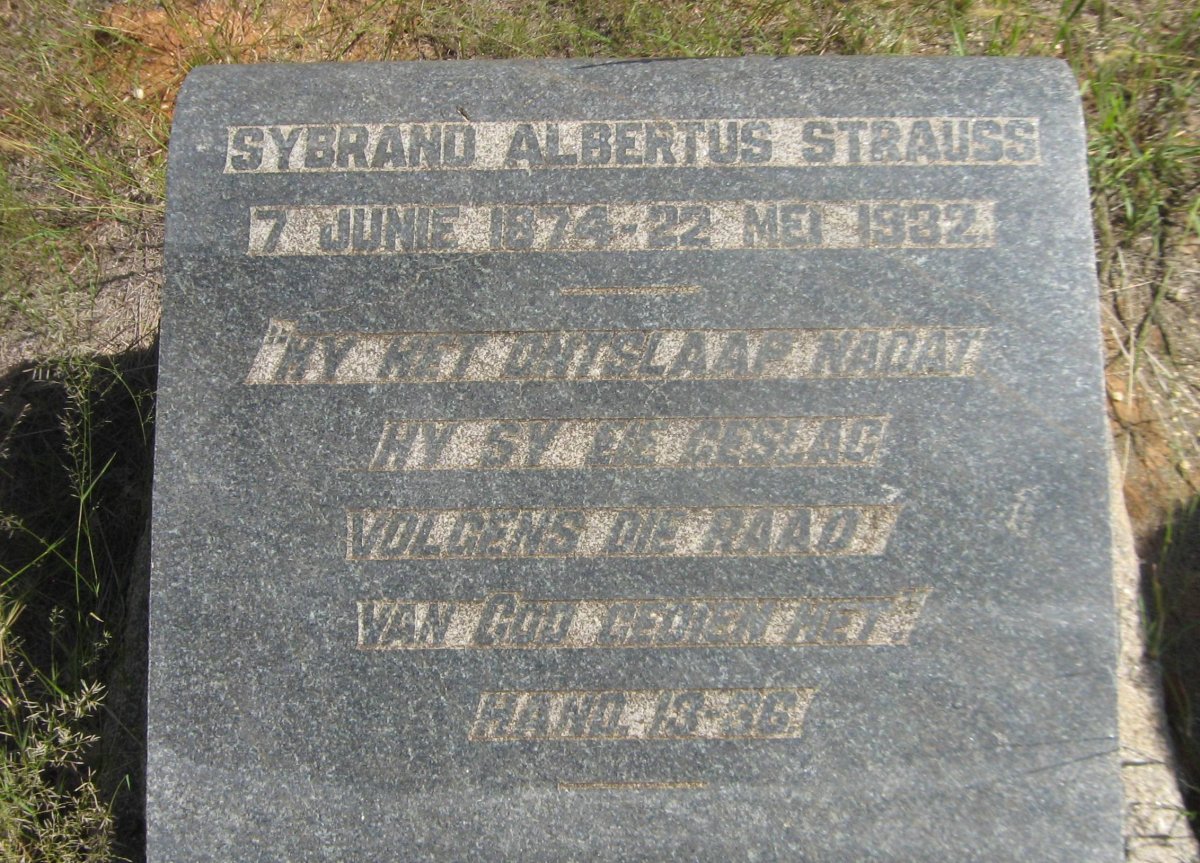 SYBRAND ALBERTUS STRAUSS
7 JUNIE 1874-22 MEI 1932
"HY HET ONTSLAAP NADAT
HY SY EIE GESLAG
VOLGENS DIE RAAD
VAN GOD GEDIEN HET"
HAND. 13-36